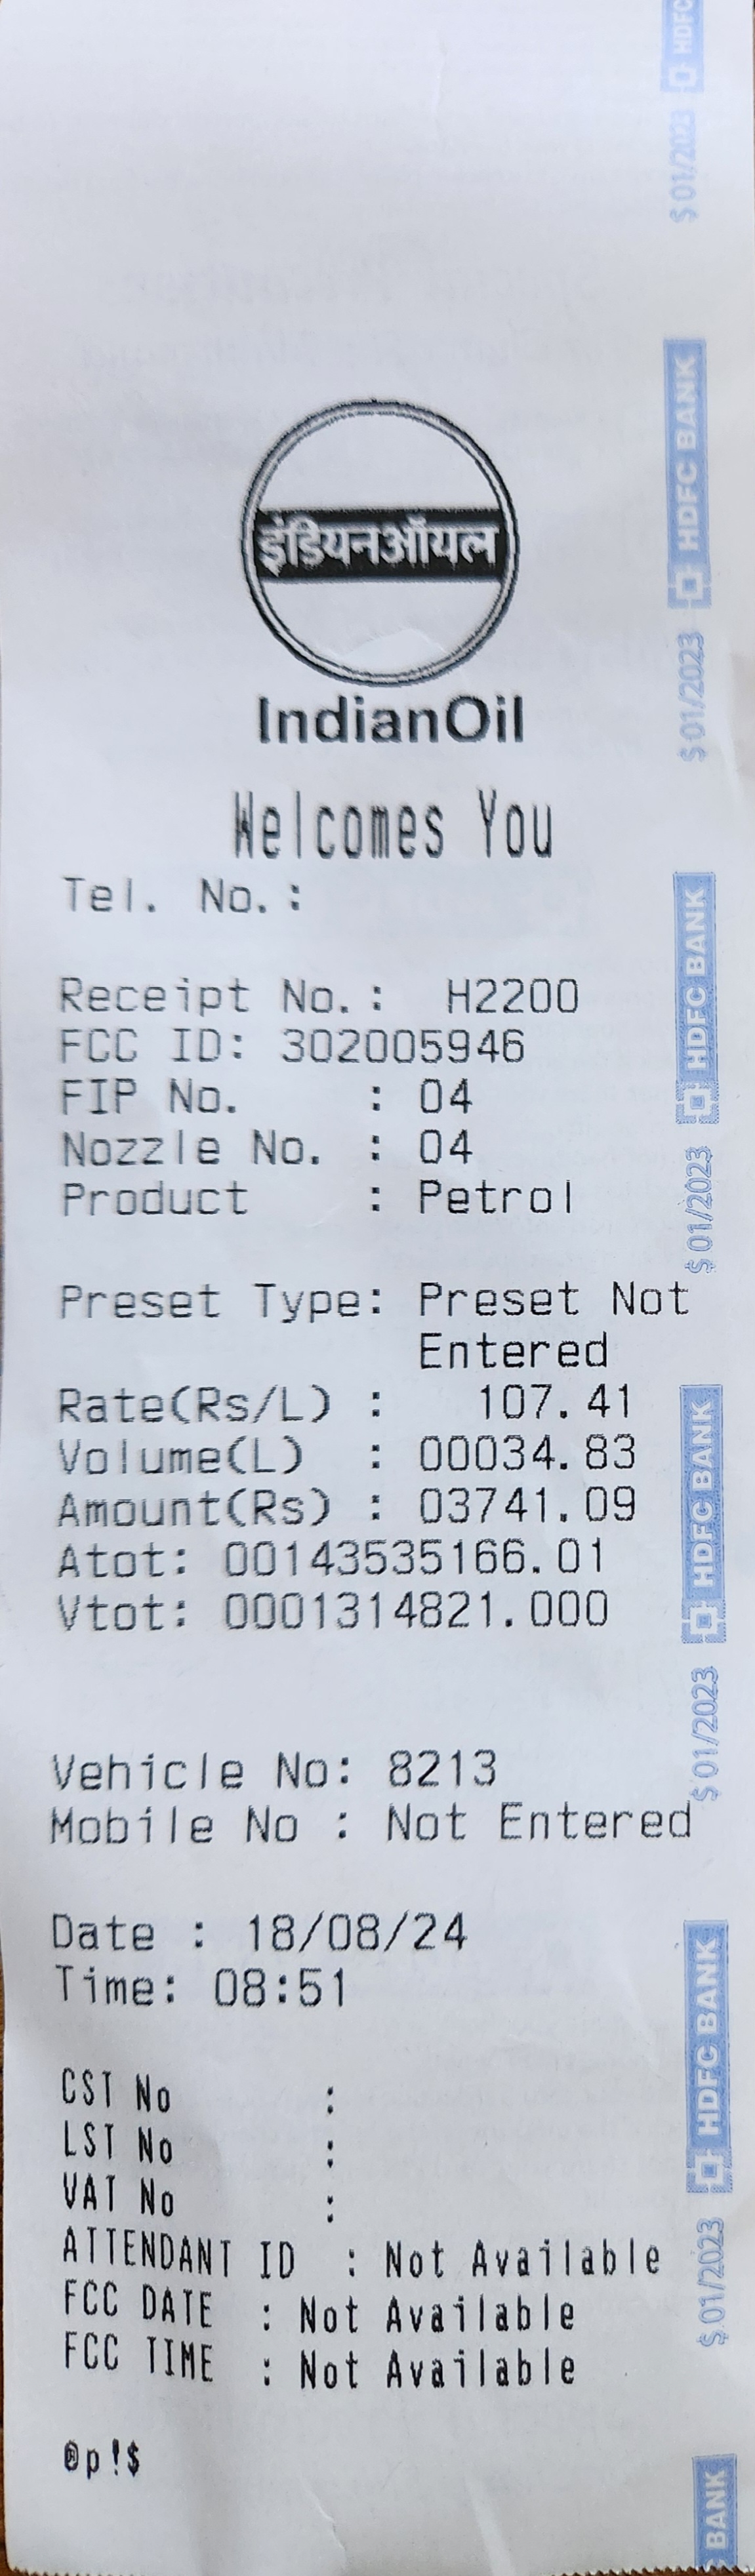 इंडियनऑयल
IndianOil
Welcomes You
Tel. No.:
Receipt No.: H2200
FCC ID: 302005946
FIP No. : 04
Nozzle No. : 04
Product : Petrol
Preset Type: Preset Not
Entered
Rate(Rs/L) : 107.41
Volume(L) : 00034.83
Amount(Rs) : 03741.09
Atot: 00143535166.01
Vtot: 0001314821.000
Vehicle No: 8213
Mobile No : Not Entered
Date : 18/08/24
Time: 08:51
CST No :
LST No :
VAT No :
ATTENDANT ID : Not Available
FCC DATE : Not Available
FCC TIME : Not Available
@p!$
HDFC
$ 01/2023
HDFC BANK
$ 01/2023
HDFC BANK
$ 01/2023
HDFC BANK
$ 01/2023
HDFC BANK
$ 01/2023
BANK